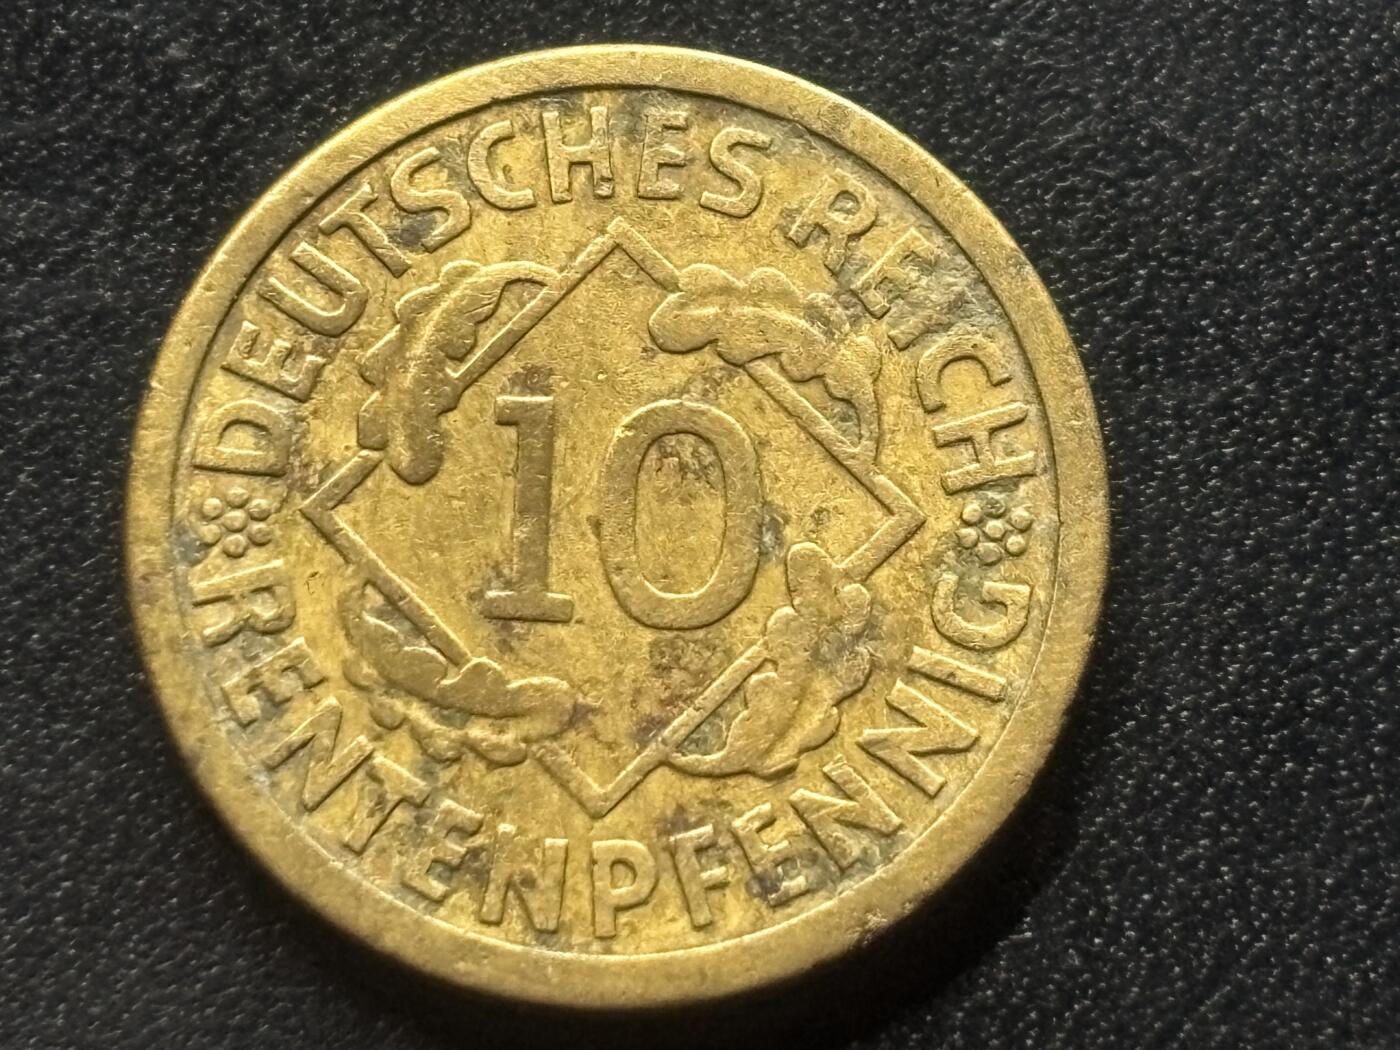 DEUTSCHES REICH
10
RENTENPFENNIG